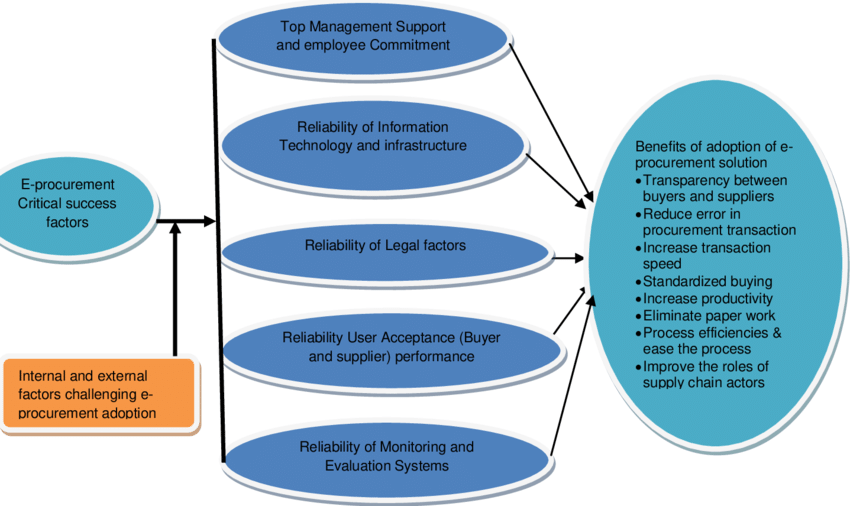 Top Management Support
and employee Commitment
Reliability of Information
Technology and infrastructure
Reliability of Legal factors
Reliability User Acceptance (Buyer
and supplier) performance
Reliability of Monitoring and
Evaluation Systems
E-procurement
Critical success
factors
Internal and external
factors challenging e-
procurement adoption
Benefits of adoption of e-
procurement solution
• Transparency between
buyers and suppliers
• Reduce error in
procurement transaction
• Increase transaction
speed
• Standardized buying
• Increase productivity
• Eliminate paper work
• Process efficiencies &
ease the process
• Improve the roles of
supply chain actors